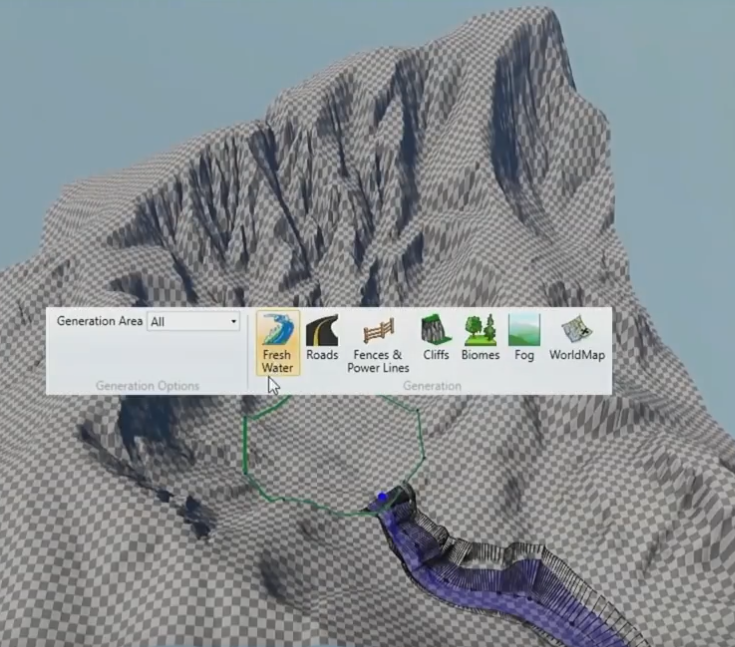 Generation Area All
Fresh Water
Roads
Fences & Power Lines
Cliffs
Biomes
Fog
WorldMap
Generation Options
Generation